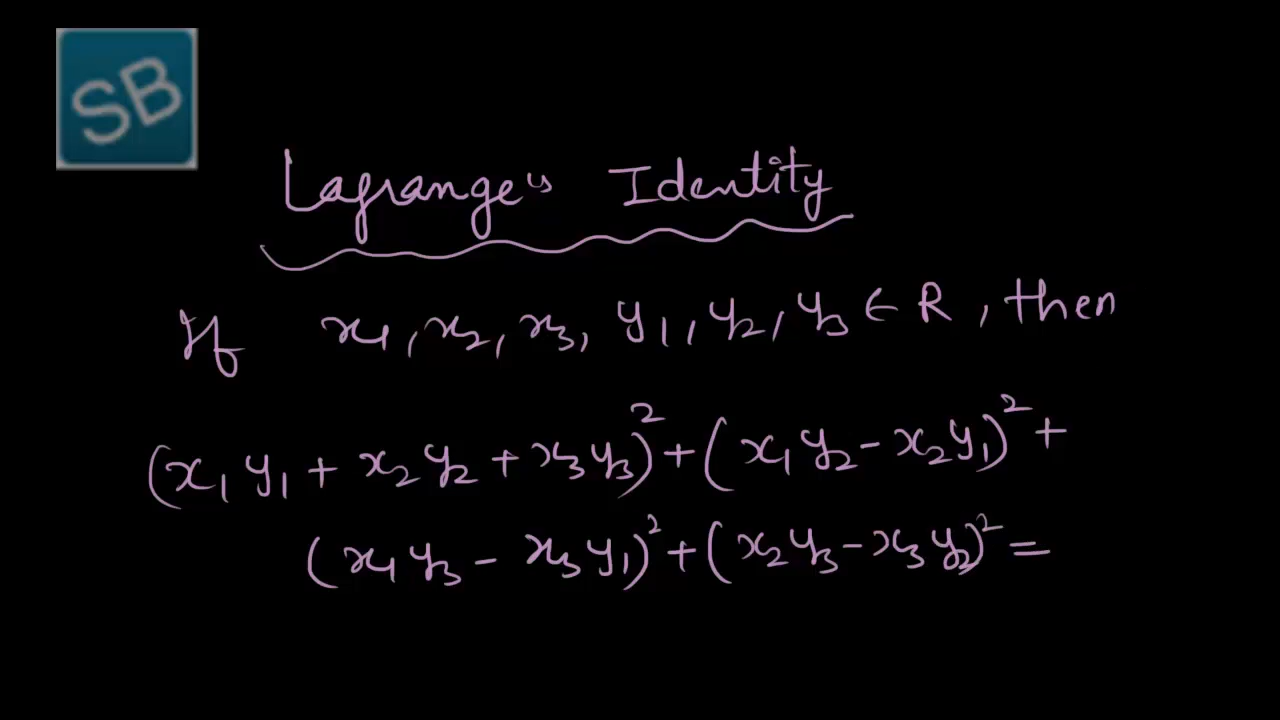 SB
Lagrange's Identity
If x₁, x₂, x₃, y₁, y₂, y₃ ∈ R, then
(x₁y₁ + x₂y₂ + x₃y₃)² + (x₁y₂ - x₂y₁)² +
(x₁y₃ - x₃y₁)² + (x₂y₃ - x₃y₂)² =